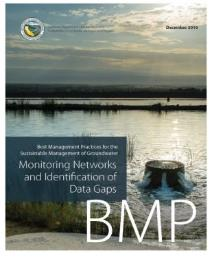 December 2016
Best Management Practices for the
Sustainable Management of Groundwater
Monitoring Networks
and Identification of
Data Gaps
BMP